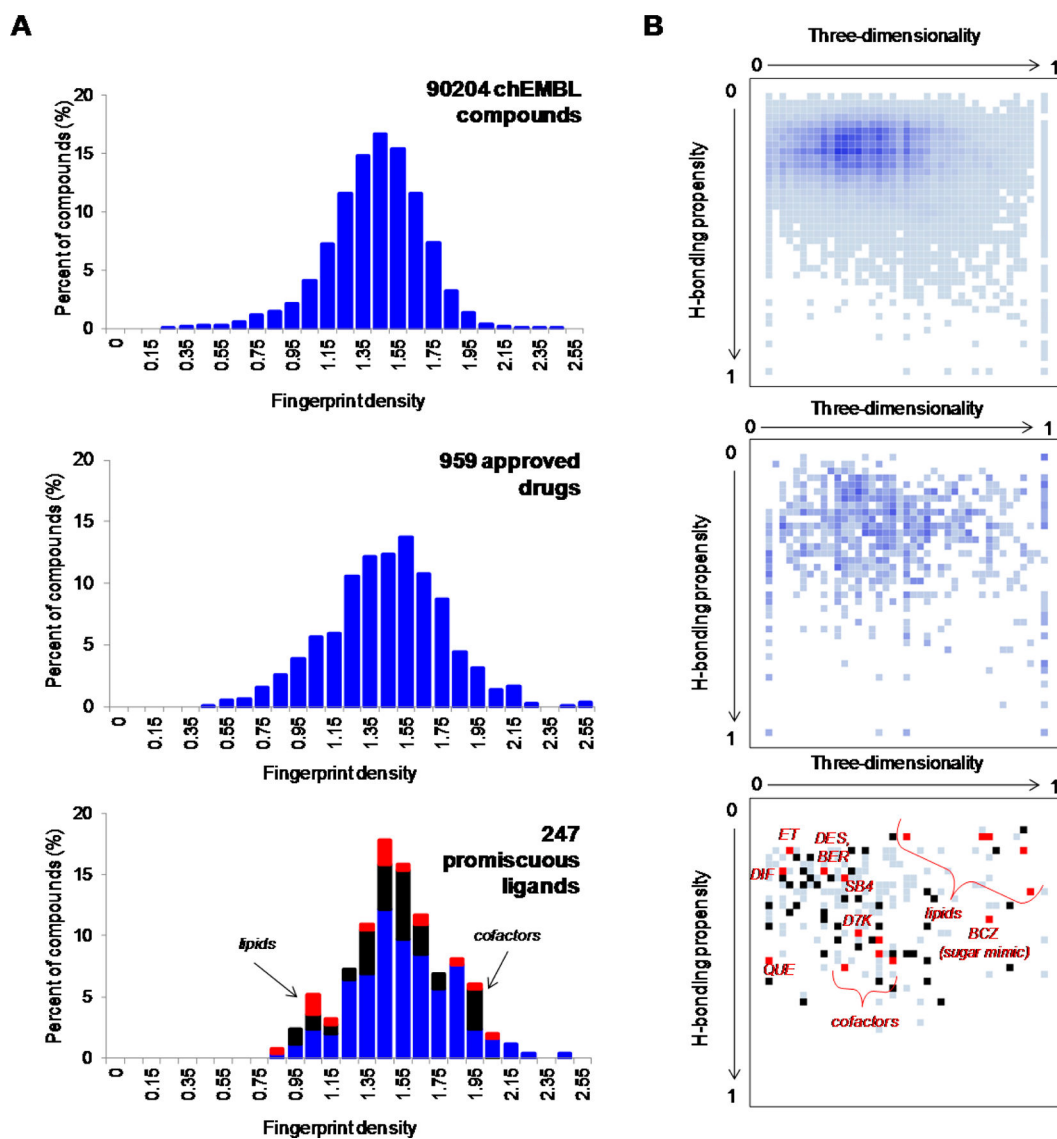 A
90204 chEMBL
compounds
Percent of compounds (%)
20
15
10
5
0
0
0.15
0.35
0.55
0.75
0.95
1.15
1.35
1.55
1.75
1.95
2.15
2.35
2.55
Fingerprint density
959 approved
drugs
Percent of compounds (%)
20
15
10
5
0
0
0.15
0.35
0.55
0.75
0.95
1.15
1.35
1.55
1.75
1.95
2.15
2.35
2.55
Fingerprint density
247
promiscuous
ligands
lipids
cofactors
Percent of compounds (%)
20
15
10
5
0
0
0.15
0.35
0.55
0.75
0.95
1.15
1.35
1.55
1.75
1.95
2.15
2.35
2.55
Fingerprint density
B
Three-dimensionality
0
1
0
H-bonding propensity
1
Three-dimensionality
0
1
0
H-bonding propensity
1
Three-dimensionality
0
1
0
H-bonding propensity
1
ET
DES,
BER
DIF
SB4
D7K
lipids
BCZ
(sugar mimic)
QUE
cofactors